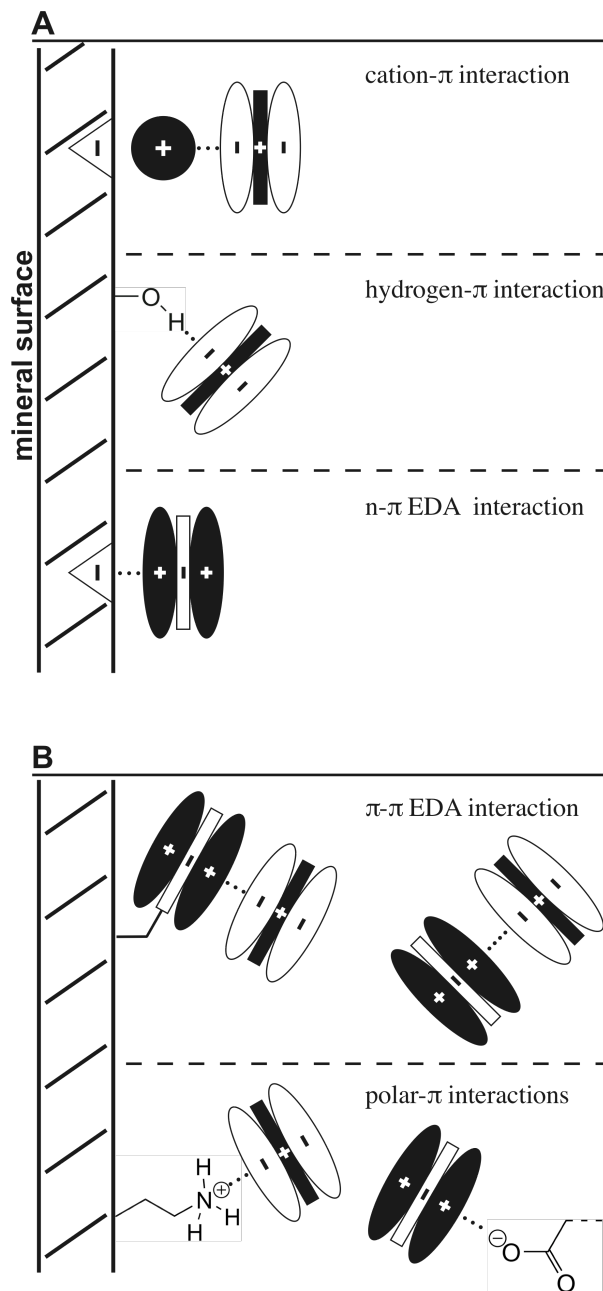 A
cation-π interaction
mineral surface
-
+
-
+
-
O
H
hydrogen-π interaction
-
+
-
n-π EDA interaction
-
+
-
+
B
π-π EDA interaction
+
-
+
-
+
-
-
+
-
+
-
+
polar-π interactions
-
+
-
H
N
+
H
H
+
-
+
-
O
O